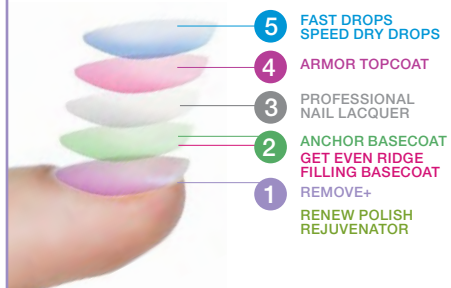 5 FAST DROPS
SPEED DRY DROPS
4 ARMOR TOPCOAT
3 PROFESSIONAL
NAIL LACQUER
2 ANCHOR BASECOAT
GET EVEN RIDGE
FILLING BASECOAT
1 REMOVE+
RENEW POLISH
REJUVENATOR